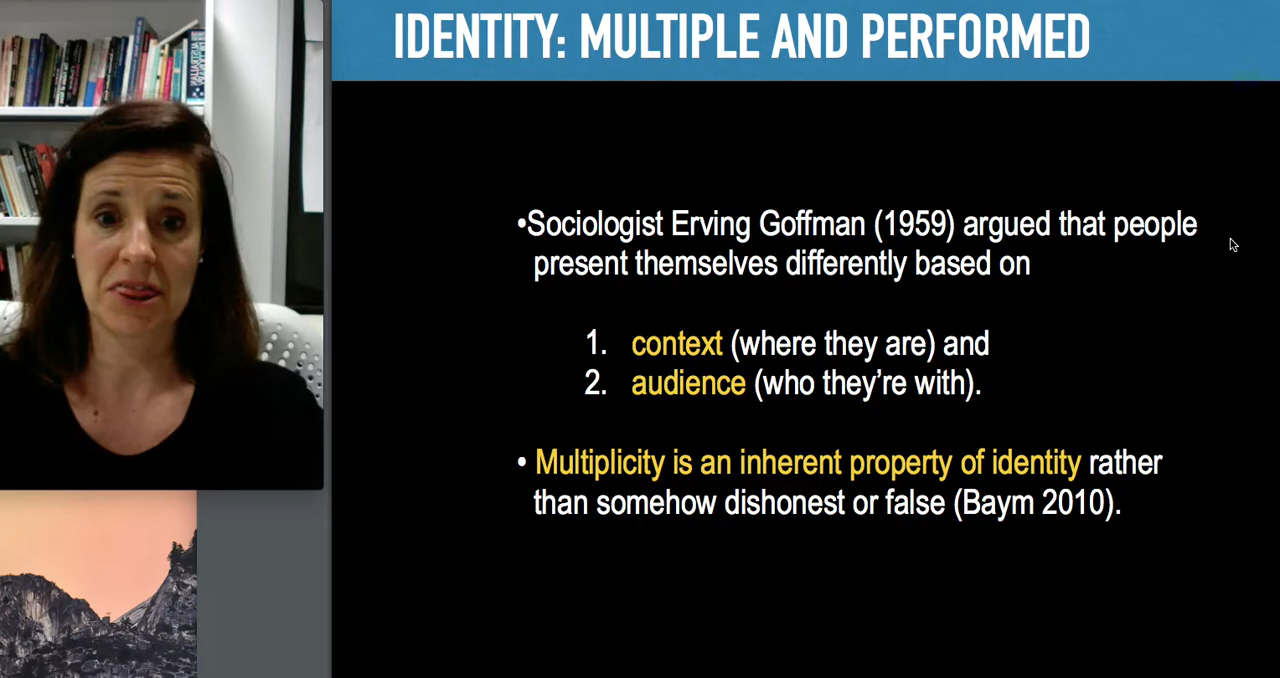 IDENTITY: MULTIPLE AND PERFORMED
•Sociologist Erving Goffman (1959) argued that people
present themselves differently based on
1. context (where they are) and
2. audience (who they’re with).
• Multiplicity is an inherent property of identity rather
than somehow dishonest or false (Baym 2010).